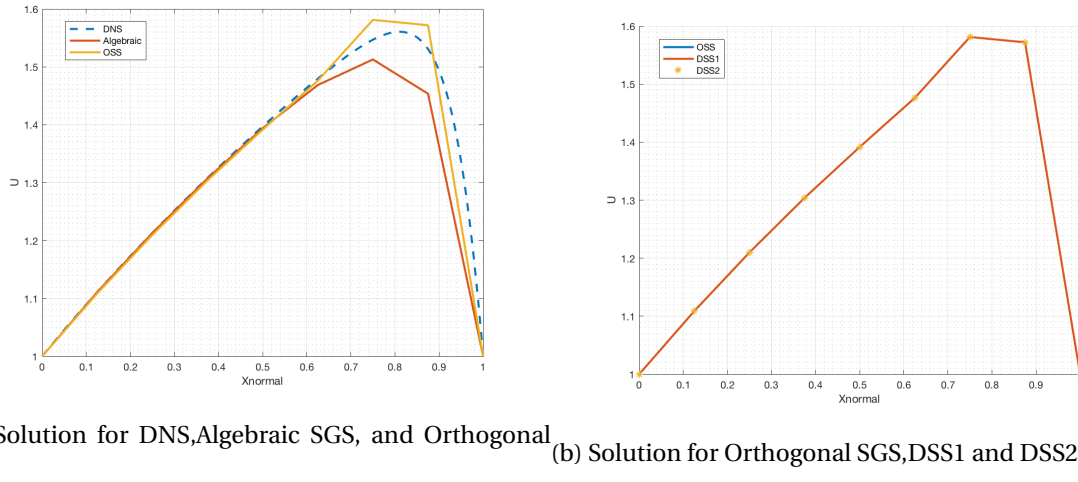 1.6
1.5
1.4
1.3
1.2
1.1
1
U
DNS
Algebraic
OSS
0 0.1 0.2 0.3 0.4 0.5 0.6 0.7 0.8 0.9 1
Xnormal
Solution for DNS,Algebraic SGS, and Orthogonal
1.6
1.5
1.4
1.3
1.2
1.1
1
U
OSS
DSS1
DSS2
0 0.1 0.2 0.3 0.4 0.5 0.6 0.7 0.8 0.9
Xnormal
(b) Solution for Orthogonal SGS,DSS1 and DSS2